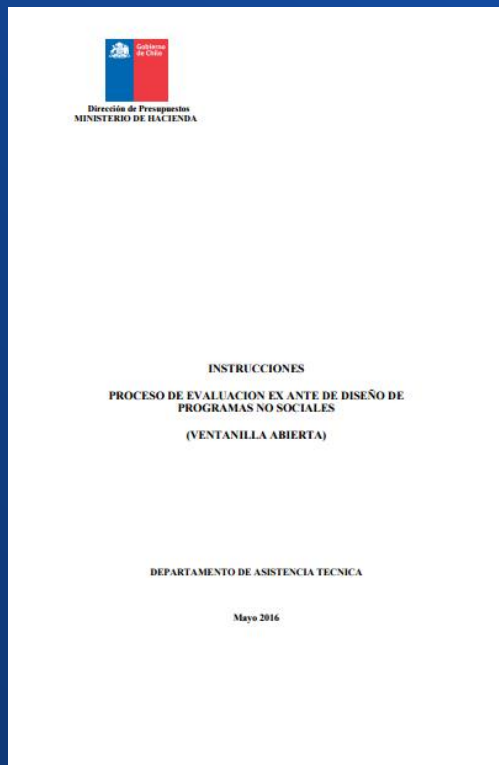 Gobierno
de Chile
Dirección de Presupuestos
MINISTERIO DE HACIENDA
INSTRUCCIONES
PROCESO DE EVALUACION EX ANTE DE DISEÑO DE
PROGRAMAS NO SOCIALES
(VENTANILLA ABIERTA)
DEPARTAMENTO DE ASISTENCIA TECNICA
Mayo 2016